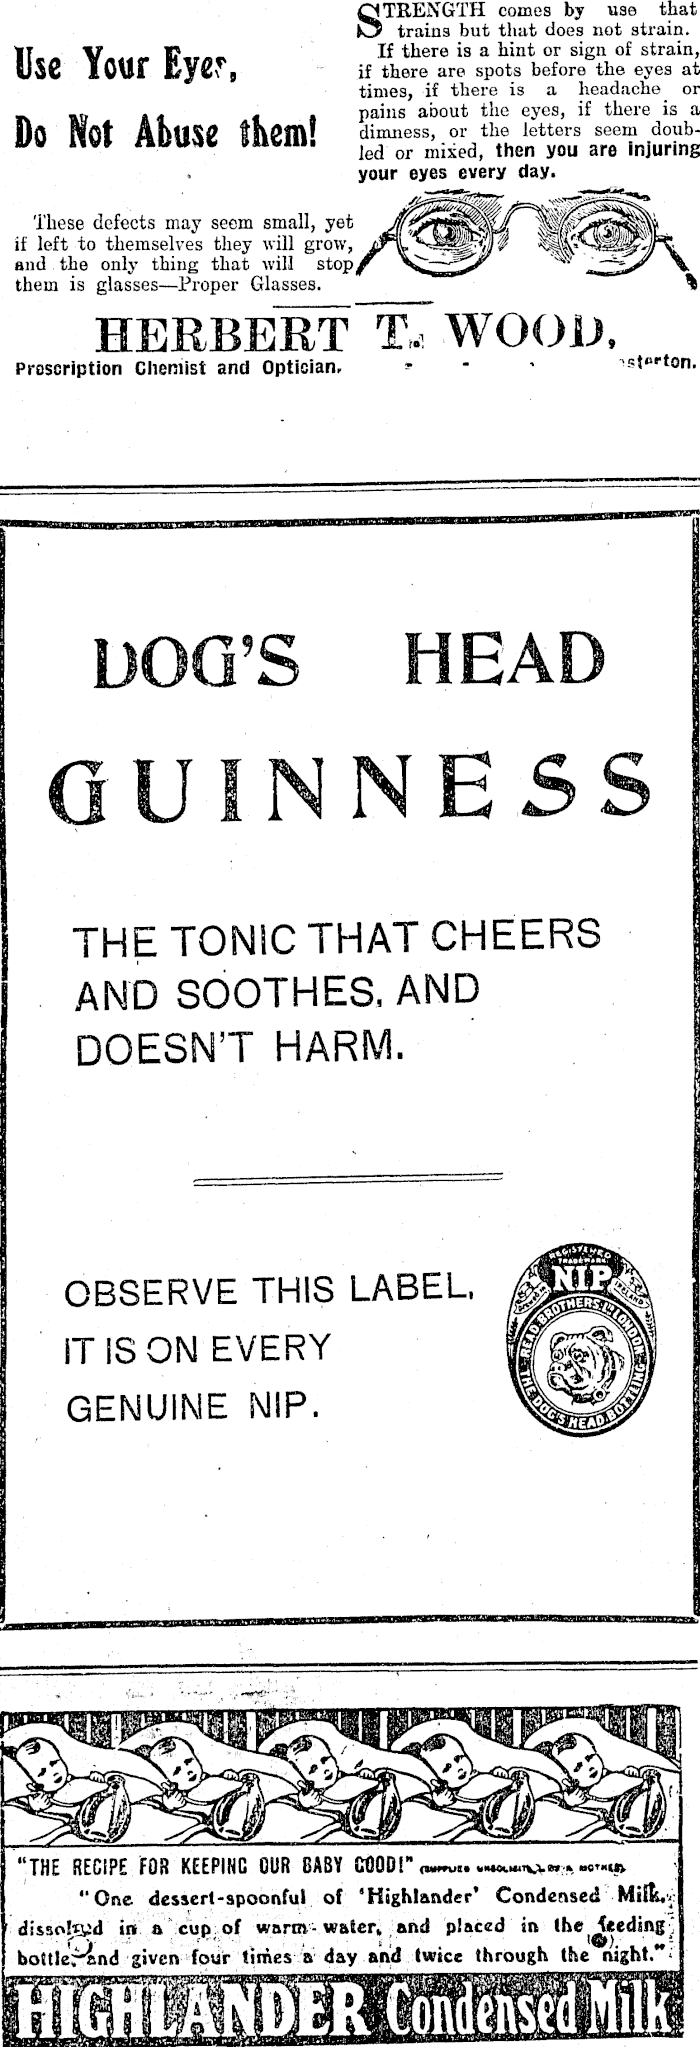 Use Your Eyes,
Do Not Abuse them!
These defects may seem small, yet
if left to themselves they will grow,
and the only thing that will stop
them is glasses—Proper Glasses.
STRENGTH comes by use that
trains but that does not strain.
If there is a hint or sign of strain,
if there are spots before the eyes at
times, if there is a headache or
pains about the eyes, if there is a
dimness, or the letters seem doub-
led or mixed, then you are injuring
your eyes every day.
HERBERT T. WOOD,
Prescription Chemist and Optician.
DOG'S HEAD
GUINNESS
THE TONIC THAT CHEERS
AND SOOTHES, AND
DOESN'T HARM.
OBSERVE THIS LABEL,
IT IS ON EVERY
GENUINE NIP.
REGISTERED
TRADE MARK
NIP
READ BROTHERS Ld LONDON
THE DOG'S HEAD BOTTLING
"THE RECIPE FOR KEEPING OUR BABY GOOD!" (SUPPLIED UNSOLICITED BY A MOTHER).
"One dessert-spoonful of 'Highlander' Condensed Milk,
dissolved in a cup of warm water, and placed in the feeding
bottle, and given four times a day and twice through the night."
HIGHLANDER Condensed Milk